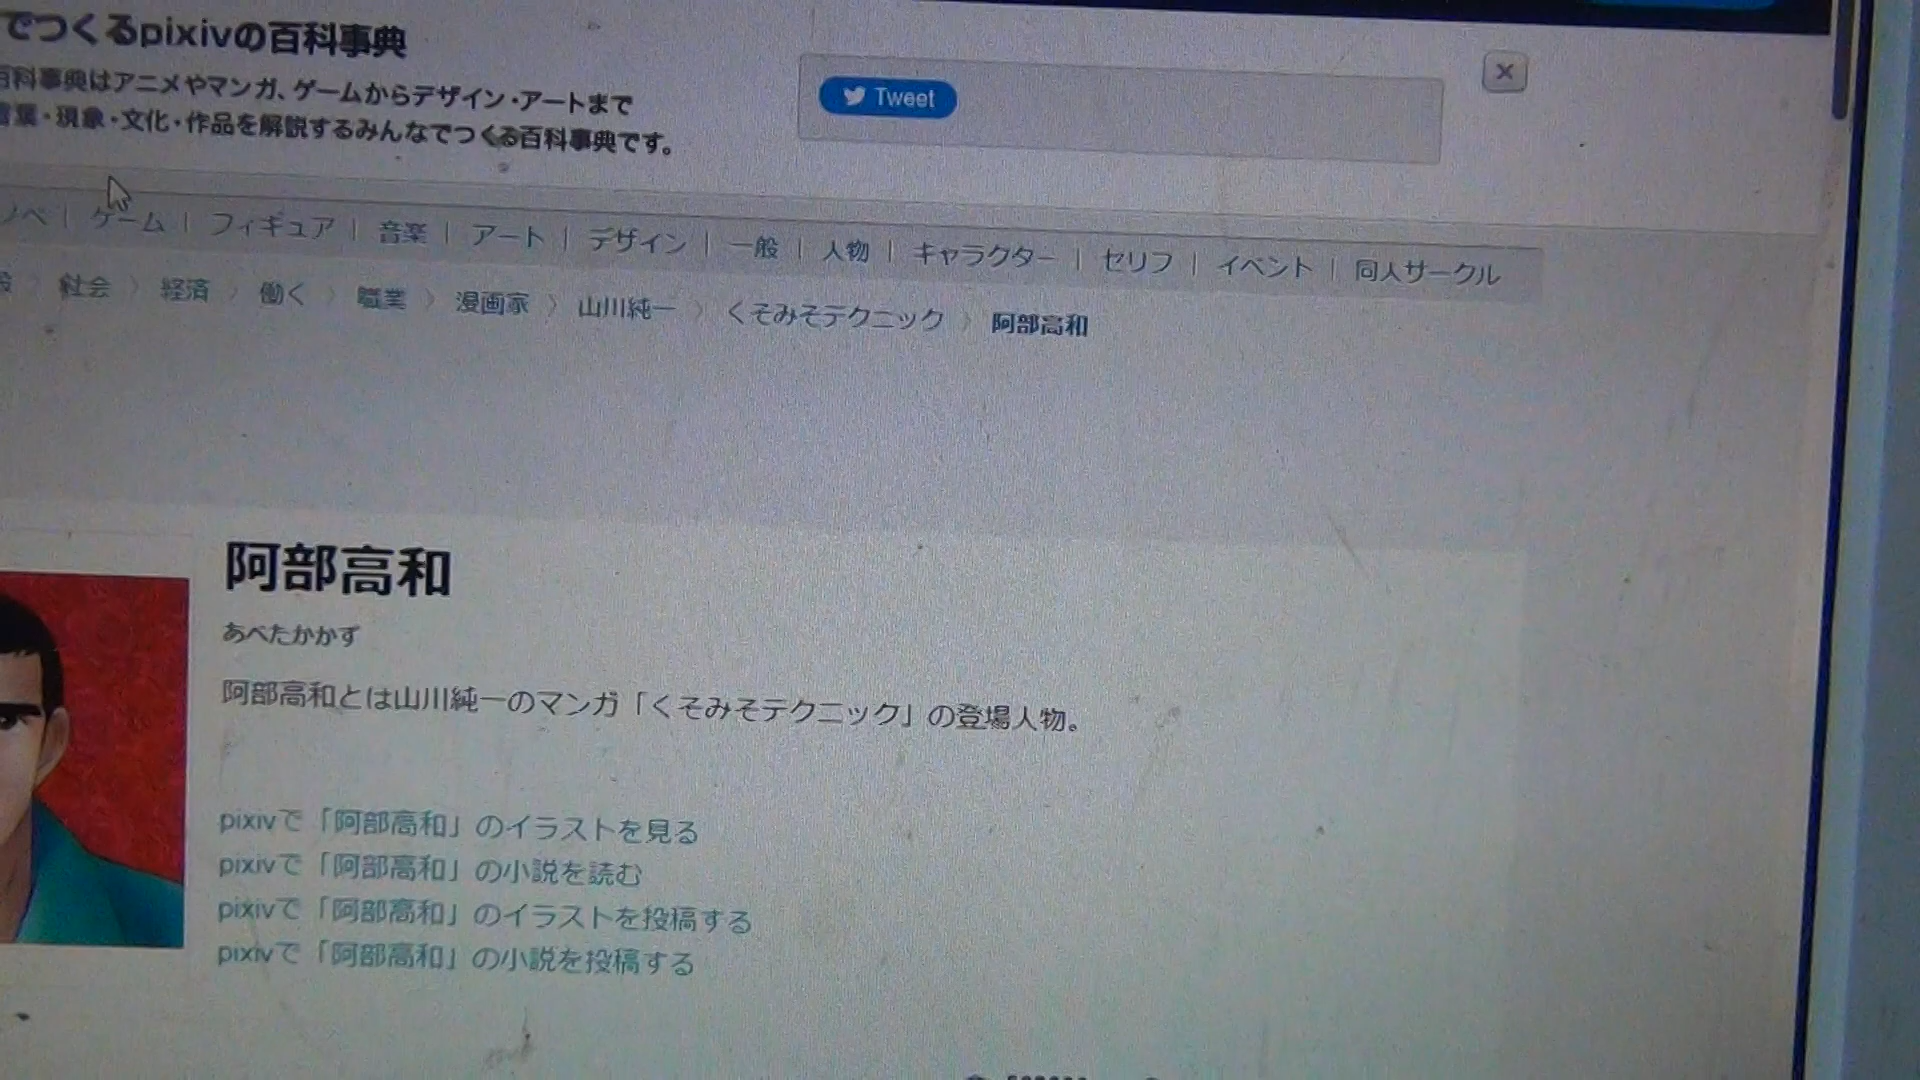 でつくるpixivの百科事典
百科事典はアニメやマンガ、ゲームからデザイン・アートまで
言葉・現象・文化・作品を解説するみんなでつくる百科事典です。
Tweet
ノベ | ゲーム | フィギュア | 音楽 | アート | デザイン | 一般 | 人物 | キャラクター | セリフ | イベント | 同人サークル
般 〉 社会 〉 経済 〉 働く 〉 職業 〉 漫画家 〉 山川純一 〉 くそみそテクニック 〉 阿部高和
阿部高和
あべたかかず
阿部高和とは山川純一のマンガ「くそみそテクニック」の登場人物。
pixivで「阿部高和」のイラストを見る
pixivで「阿部高和」の小説を読む
pixivで「阿部高和」のイラストを投稿する
pixivで「阿部高和」の小説を投稿する